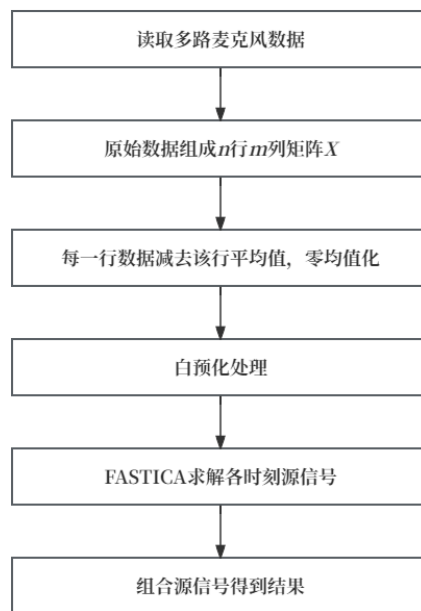 读取多路麦克风数据
原始数据组成n行m列矩阵X
每一行数据减去该行平均值，零均值化
白预化处理
FASTICA求解各时刻源信号
组合源信号得到结果